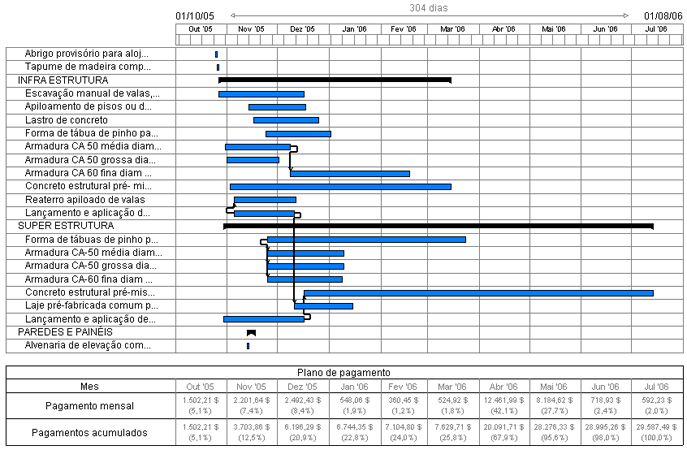 304 dias
01/10/05 01/08/06
Out '05 Nov '05 Dez '05 Jan '06 Fev '06 Mar '06 Abr '06 Mai '06 Jun '06 Jul '06
Abrigo provisório para aloj...
Tapume de madeira comp...
INFRA ESTRUTURA
Escavação manual de valas,...
Apiloamento de pisos ou d...
Lastro de concreto
Forma de tábua de pinho pa...
Armadura CA 50 média diam...
Armadura CA 50 grossa dia...
Armadura CA 60 fina diam ...
Concreto estrutural pré- mi...
Reaterro apiloado de valas
Lançamento e aplicação d...
SUPER ESTRUTURA
Forma de tábuas de pinho p...
Armadura CA-50 média diam...
Armadura CA-50 grossa dia...
Armadura CA-60 fina diam ...
Concreto estrutural pré-mis...
Laje pré-fabricada comum p...
Lançamento e aplicação de...
PAREDES E PAINÉIS
Alvenaria de elevação com...
Plano de pagamento
Mes Out '05 Nov '05 Dez '05 Jan '06 Fev '06 Mar '06 Abr '06 Mai '06 Jun '06 Jul '06
Pagamento mensal 1.502,21 $ 2.201,64 $ 2.492,43 $ 548,06 $ 360,45 $ 524,92 $ 12.461,99 $ 8.184,62 $ 718,93 $ 592,23 $
(5,1%) (7,4%) (8,4%) (1,9%) (1,2%) (1,8%) (42,1%) (27,7%) (2,4%) (2,0%)
Pagamentos acumulados 1.502,21 $ 3.703,86 $ 6.196,29 $ 6.744,35 $ 7.104,80 $ 7.629,71 $ 20.091,71 $ 28.276,33 $ 28.995,26 $ 29.587,49 $
(5,1%) (12,5%) (20,9%) (22,8%) (24,0%) (25,8%) (67,9%) (95,6%) (98,0%) (100,0%)